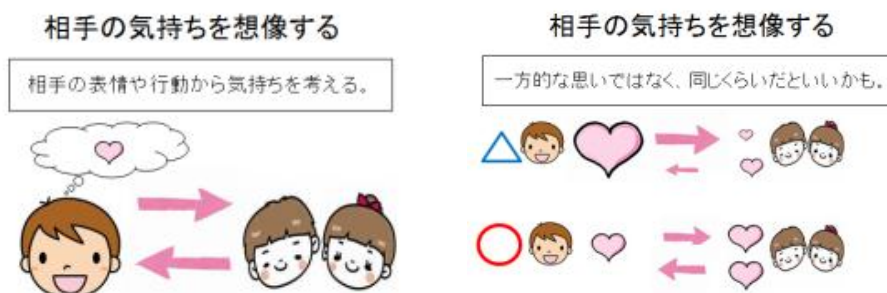 相手の気持ちを想像する
相手の表情や行動から気持ちを考える。
相手の気持ちを想像する
一方的な思いではなく、同じくらいだといいかも。